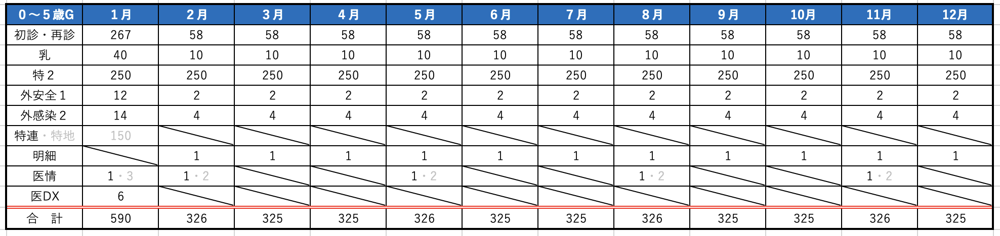 0～5歳G 1月 2月 3月 4月 5月 6月 7月 8月 9月 10月 11月 12月
初診・再診 267 58 58 58 58 58 58 58 58 58 58 58
乳 40 10 10 10 10 10 10 10 10 10 10 10
特2 250 250 250 250 250 250 250 250 250 250 250 250
外安全1 12 2 2 2 2 2 2 2 2 2 2 2
外感染2 14 4 4 4 4 4 4 4 4 4 4 4
特連・特地 150
明細 1 1 1 1 1 1 1 1 1 1 1
医情 1・3 1・2 1・2 1・2 1・2
医DX 6
合　計 590 326 325 325 326 325 325 326 325 325 326 325